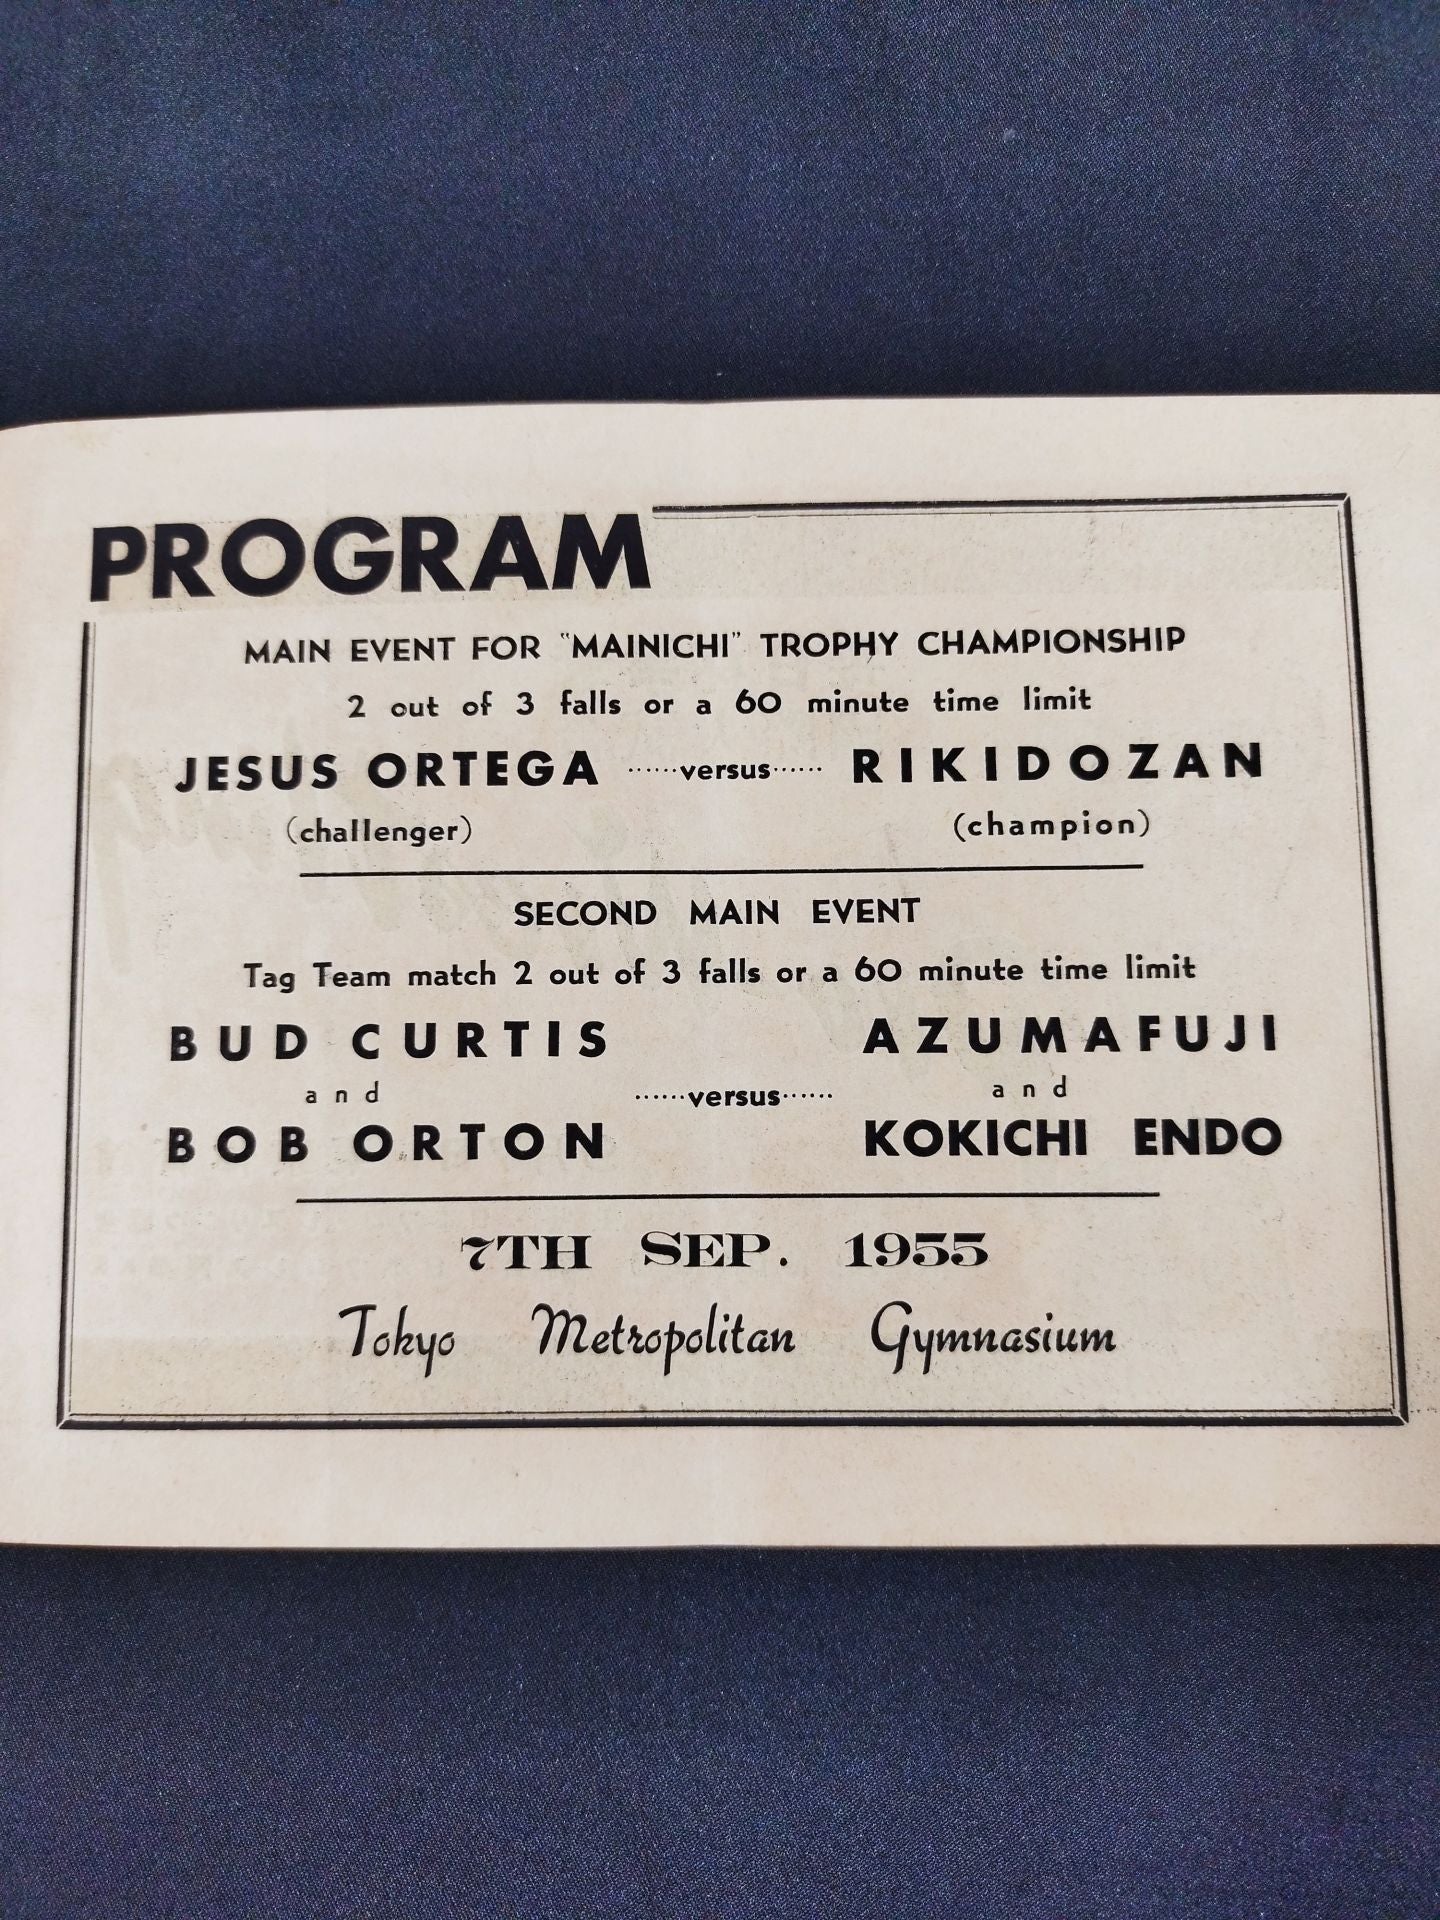 PROGRAM
MAIN EVENT FOR "MAINICHI" TROPHY CHAMPIONSHIP
2 out of 3 falls or a 60 minute time limit
JESUS ORTEGA ······versus······ RIKIDOZAN
(challenger) (champion)
SECOND MAIN EVENT
Tag Team match 2 out of 3 falls or a 60 minute time limit
BUD CURTIS AZUMAFUJI
and ······versus······ and
BOB ORTON KOKICHI ENDO
7TH SEP. 1955
Tokyo Metropolitan Gymnasium